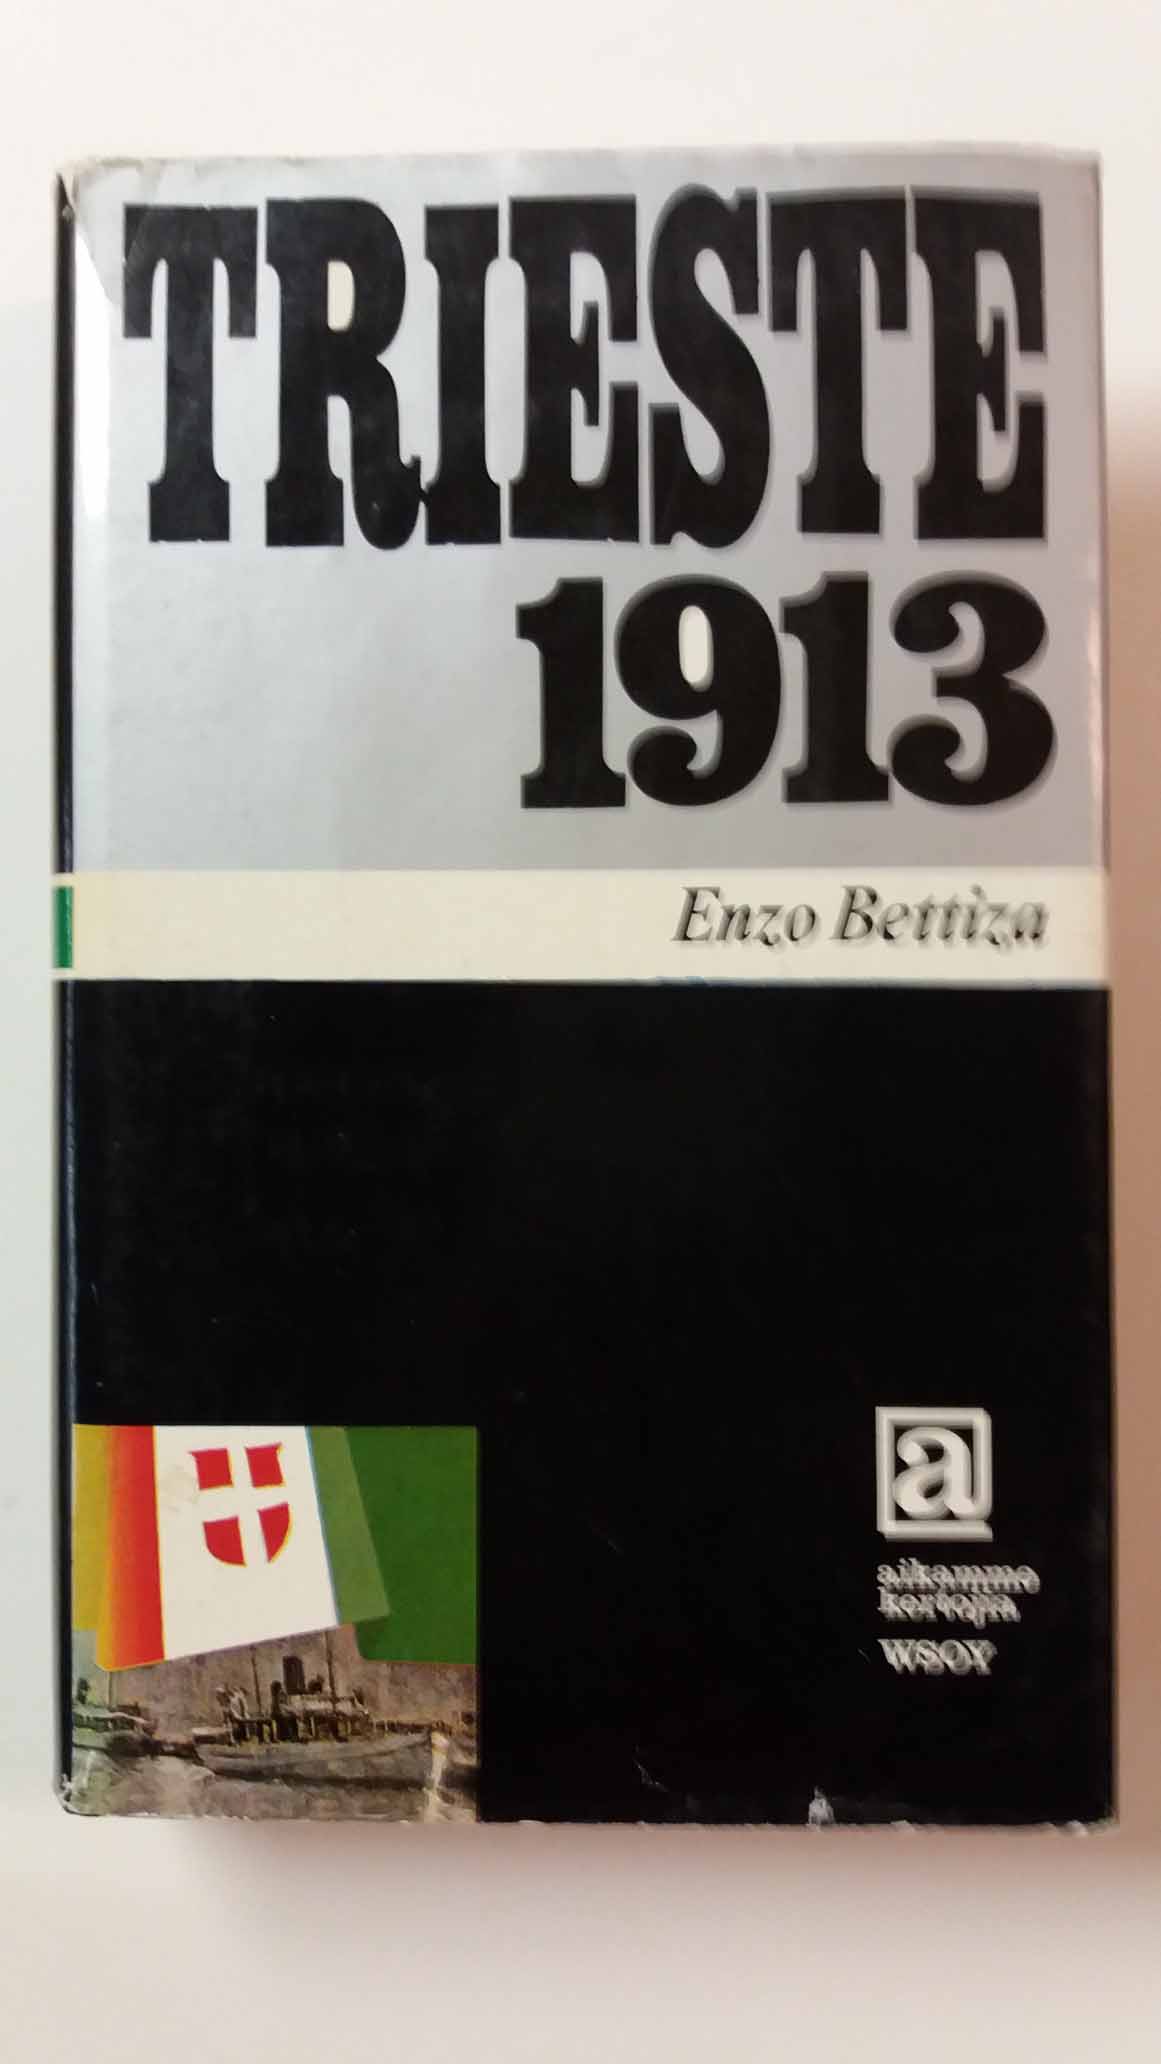 TRIESTE
1913
Enzo Bettiza
a
aikamme
kertojia
WSOY